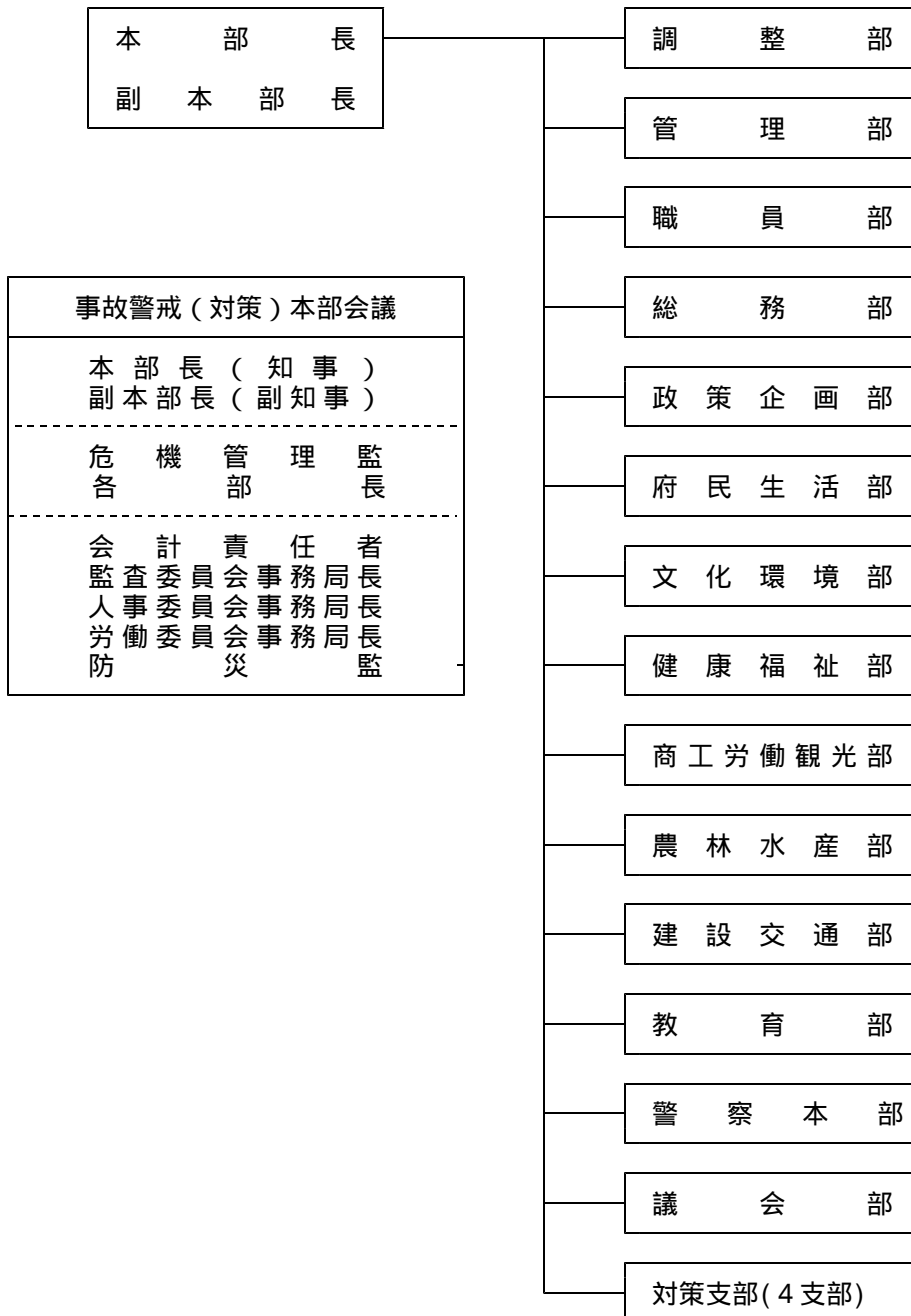 本部長
副本部長
事故警戒(対策)本部会議
本部長(知事)
副本部長(副知事)
危機管理監
各部長
会計責任者
監査委員会事務局長
人事委員会事務局長
労働委員会事務局長
防災監
調整部
管理部
職員部
総務部
政策企画部
府民生活部
文化環境部
健康福祉部
商工労働観光部
農林水産部
建設交通部
教育部
警察本部
議会部
対策支部(4支部)